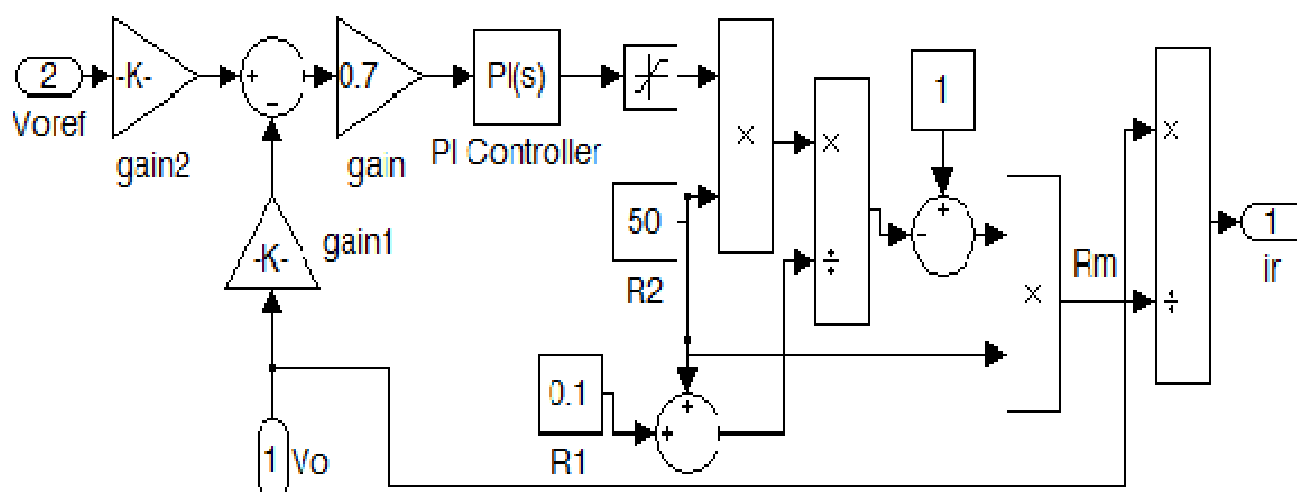 2
Voref
-K-
gain2
+
-
0.7
gain
PI(s)
PI Controller
×
50
R2
×
÷
1
+
-
×
Rm
×
÷
1
ir
-K-
gain1
0.1
R1
+
+
1
Vo